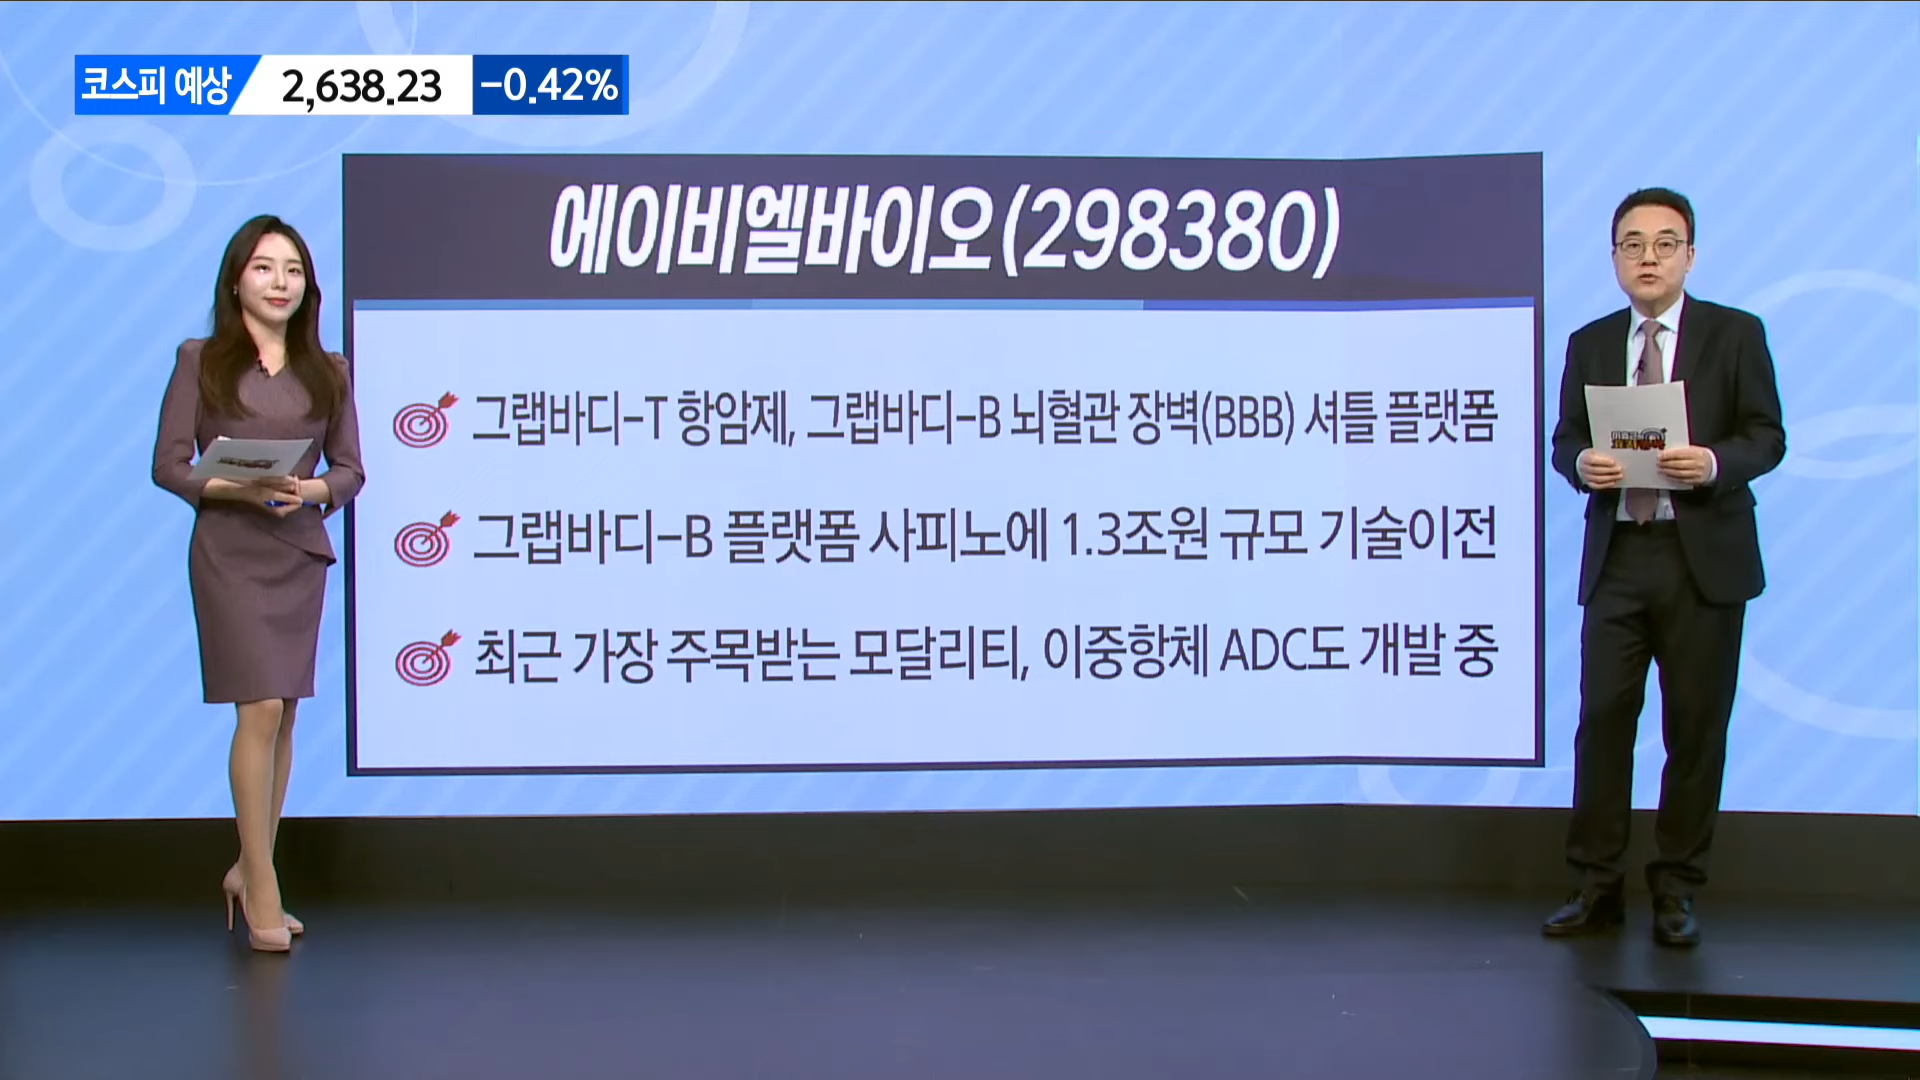 코스피 예상 2,638.23 -0.42%
에이비엘바이오(298380)
그랩바디-T 항암제, 그랩바디-B 뇌혈관 장벽(BBB) 셔틀 플랫폼
그랩바디-B 플랫폼 사피노에 1.3조원 규모 기술이전
최근 가장 주목받는 모달리티, 이중항체 ADC도 개발 중